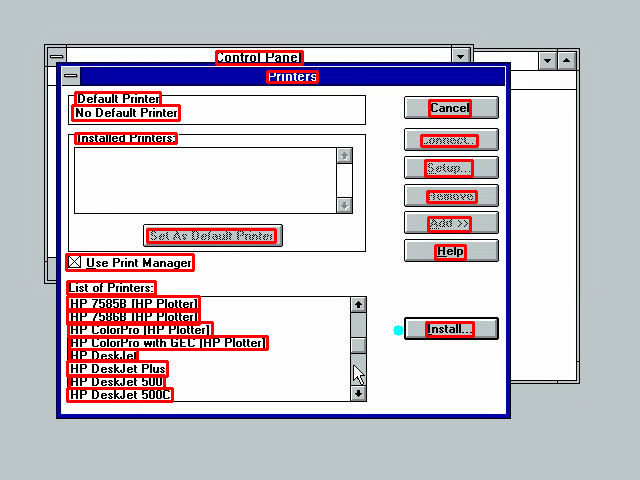 Control Panel
Printers
Default Printer
No Default Printer
Cancel
Installed Printers:
Connect...
Setup...
Remove
Add >>
Set As Default Printer
Help
Use Print Manager
List of Printers:
HP 7585B [HP Plotter]
HP 7586B [HP Plotter]
HP ColorPro [HP Plotter]
Install...
HP ColorPro with GEC [HP Plotter]
HP DeskJet
HP DeskJet Plus
HP DeskJet 500
HP DeskJet 500C